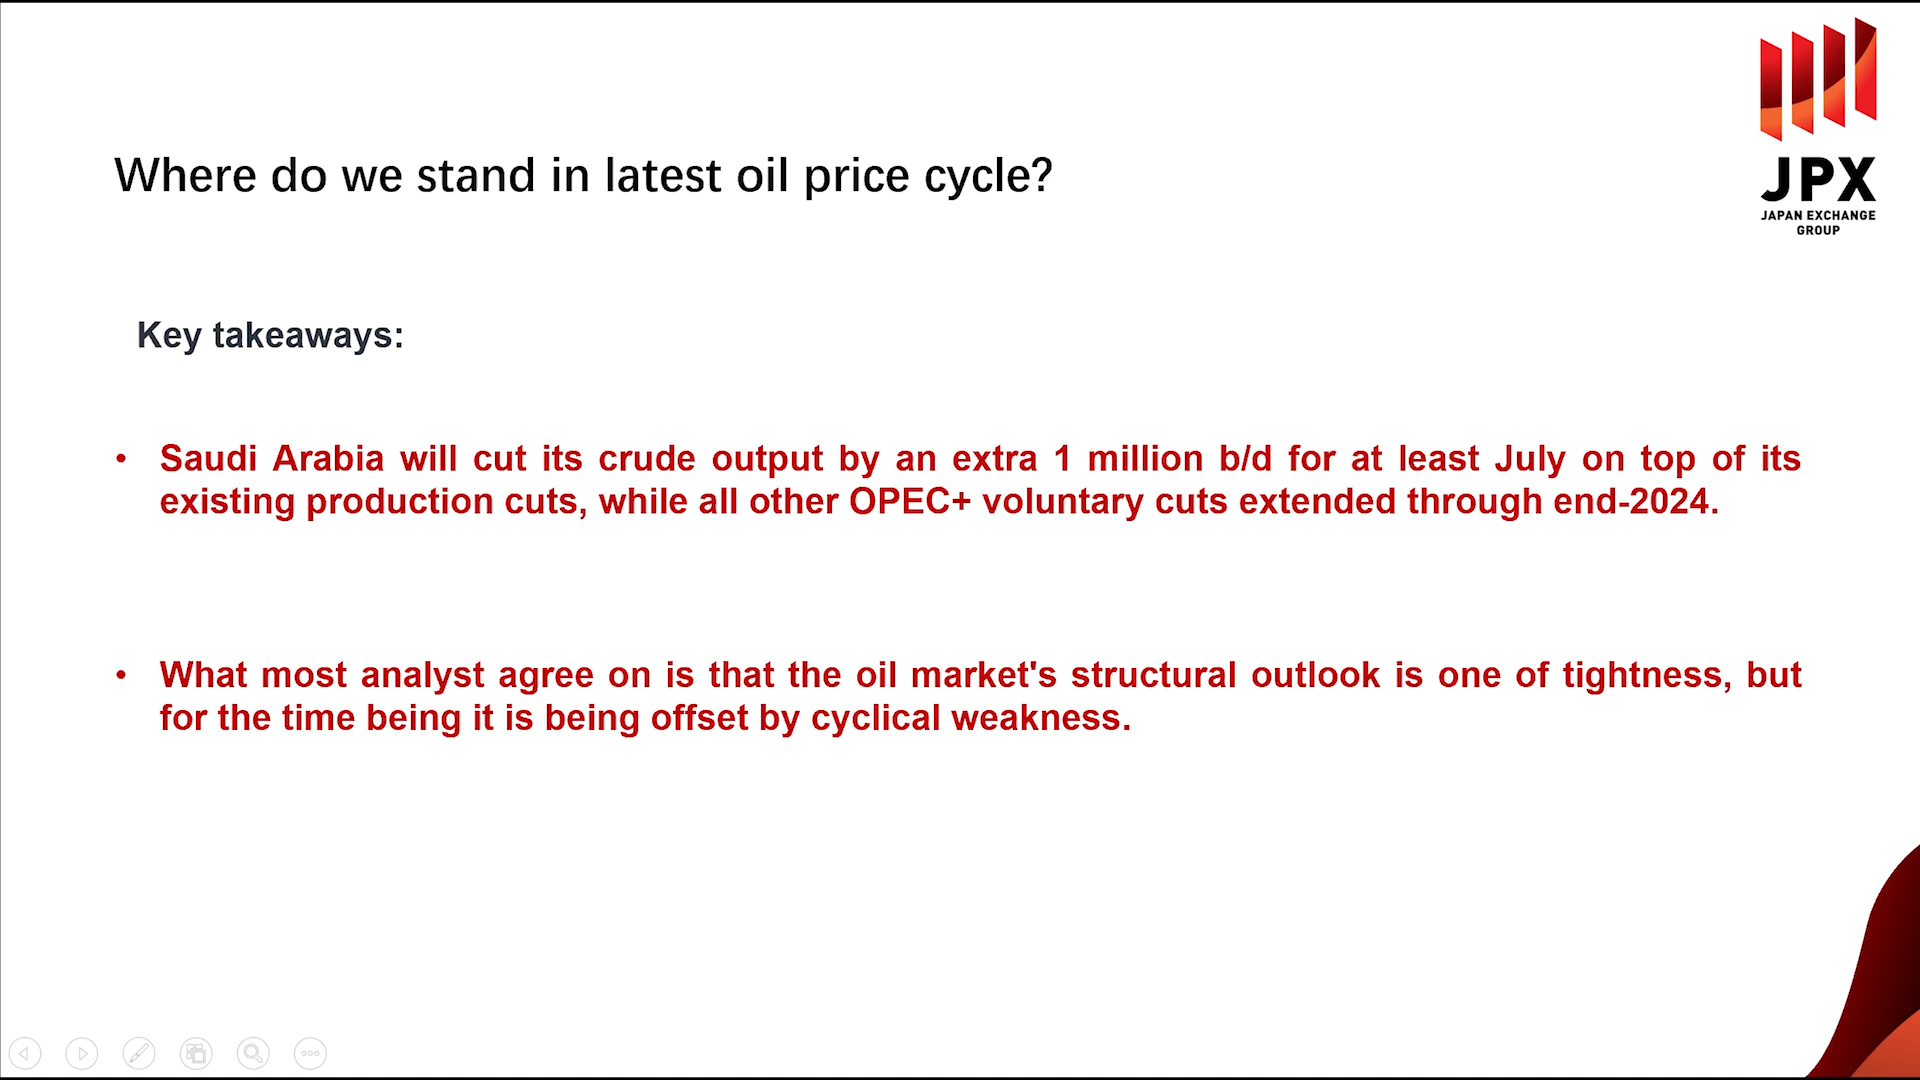 JPX
JAPAN EXCHANGE
GROUP
Where do we stand in latest oil price cycle?
Key takeaways:
• Saudi Arabia will cut its crude output by an extra 1 million b/d for at least July on top of its
existing production cuts, while all other OPEC+ voluntary cuts extended through end-2024.
• What most analyst agree on is that the oil market's structural outlook is one of tightness, but
for the time being it is being offset by cyclical weakness.